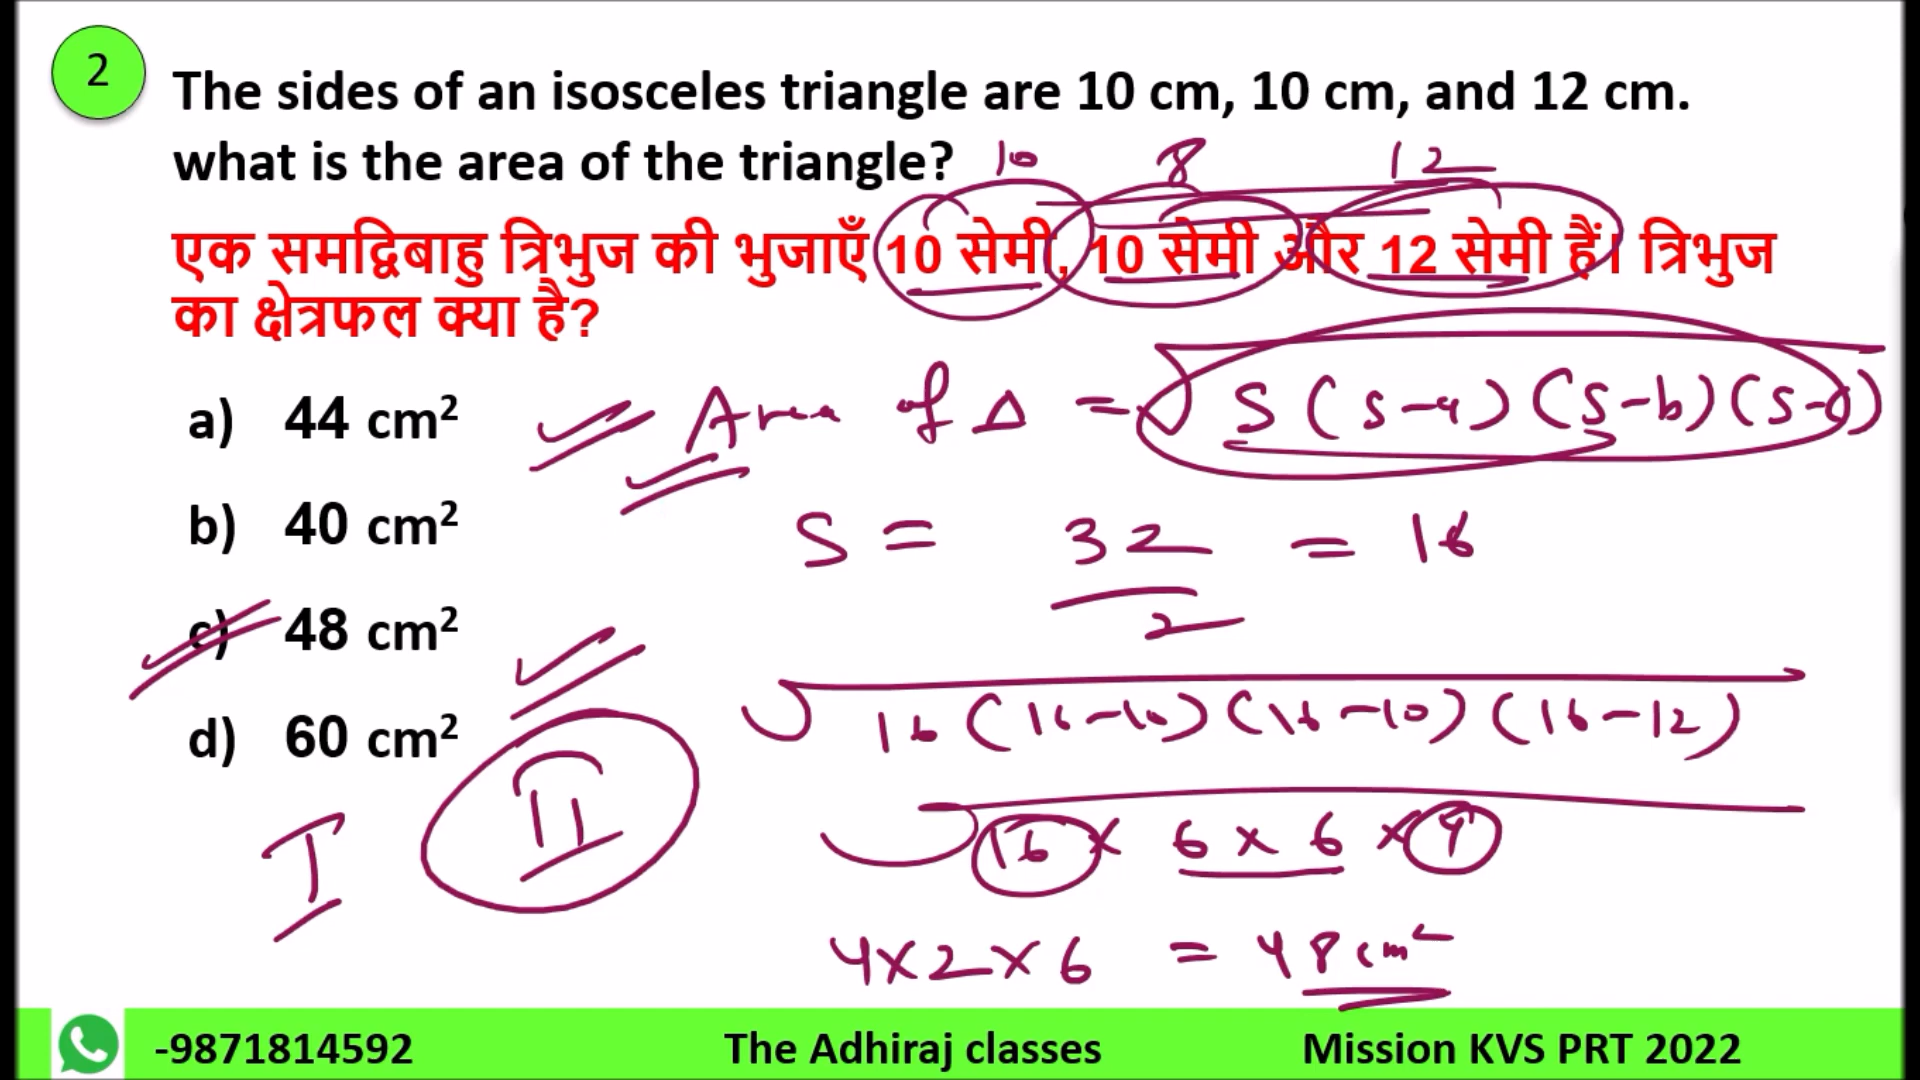 2
The sides of an isosceles triangle are 10 cm, 10 cm, and 12 cm.
what is the area of the triangle?
10 8 12
एक समद्विबाहु त्रिभुज की भुजाएँ 10 सेमी, 10 सेमी और 12 सेमी हैं। त्रिभुज
का क्षेत्रफल क्या है?
a) 44 cm²
Area of Δ = √S(s-a)(s-b)(s-c)
b) 40 cm²
S = 32/2 = 16
c) 48 cm²
d) 60 cm²
√16(16-10)(16-10)(16-12)
I II
√16 × 6 × 6 × 4
4×2×6 = 48 cm²
-9871814592 The Adhiraj classes Mission KVS PRT 2022